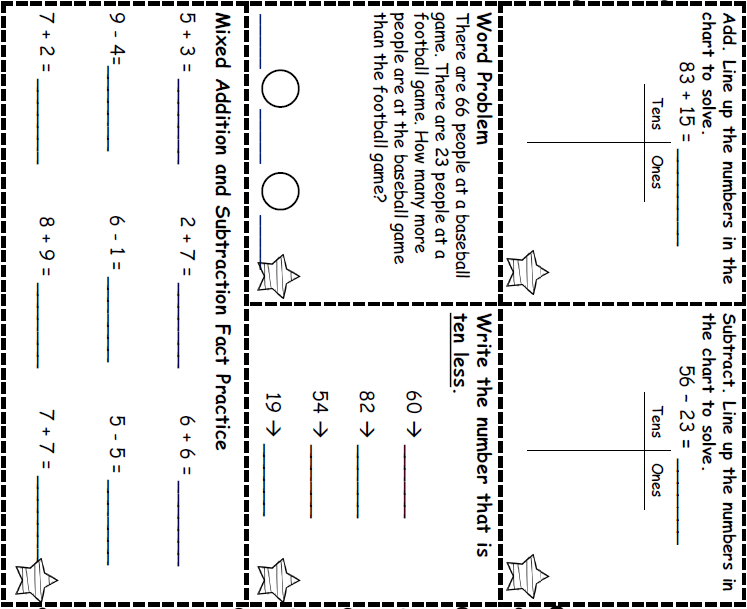 Add. Line up the numbers in the
chart to solve.
83 + 15 = __________
Tens Ones
Subtract. Line up the numbers in
the chart to solve.
56 - 23 = __________
Tens Ones
Word Problem
There are 66 people at a baseball
game. There are 23 people at a
football game. How many more
people are at the baseball game
than the football game?
Write the number that is
ten less.
60 → ________
82 → ________
54 → ________
19 → ________
Mixed Addition and Subtraction Fact Practice
5 + 3 = ________ 2 + 7 = ________ 6 + 6 = ________
9 - 4= ________ 6 - 1 = ________ 5 - 5 = ________
7 + 2 = ________ 8 + 9 = ________ 7 + 7 = ________